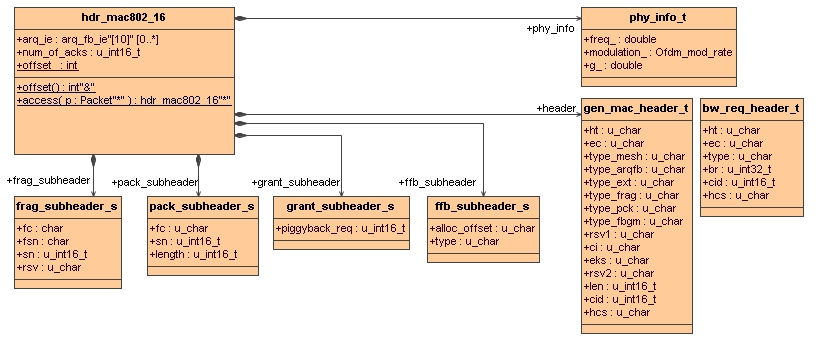 hdr_mac802_16
+arq_ie : arq_fb_ie"[10]" [0..*]
+num_of_acks : u_int16_t
+offset_ : int
+offset() : int"&"
+access( p : Packet"*" ) : hdr_mac802_16"*"
+phy_info
phy_info_t
+freq_ : double
+modulation_ : Ofdm_mod_rate
+g_ : double
+header
gen_mac_header_t
+ht : u_char
+ec : u_char
+type_mesh : u_char
+type_arqfb : u_char
+type_ext : u_char
+type_frag : u_char
+type_pck : u_char
+type_fbgm : u_char
+rsv1 : u_char
+ci : u_char
+eks : u_char
+rsv2 : u_char
+len : u_int16_t
+cid : u_int16_t
+hcs : u_char
bw_req_header_t
+ht : u_char
+ec : u_char
+type : u_char
+br : u_int32_t
+cid : u_int16_t
+hcs : u_char
+frag_subheader
+pack_subheader
+grant_subheader
+ffb_subheader
frag_subheader_s
+fc : char
+fsn : char
+sn : u_int16_t
+rsv : u_char
pack_subheader_s
+fc : u_char
+sn : u_int16_t
+length : u_int16_t
grant_subheader_s
+piggyback_req : u_int16_t
ffb_subheader_s
+alloc_offset : u_char
+type : u_char